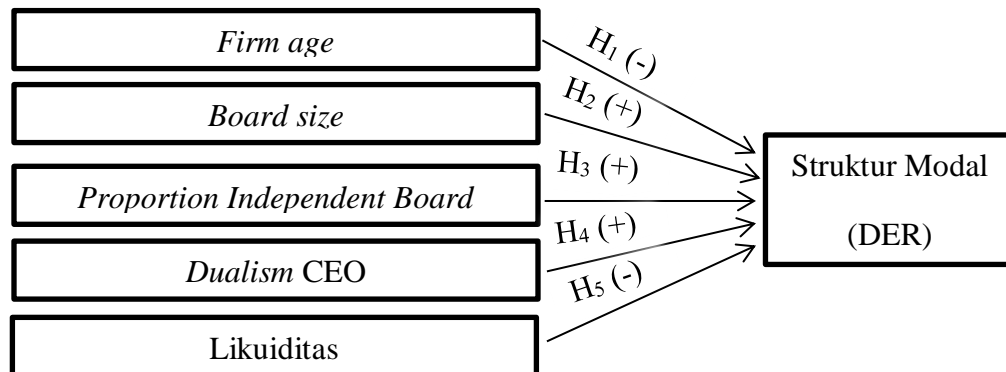 Firm age
H1 (-)
Board size
H2 (+)
Proportion Independent Board
H3 (+)
Dualism CEO
H4 (+)
Likuiditas
H5 (-)
Struktur Modal
(DER)